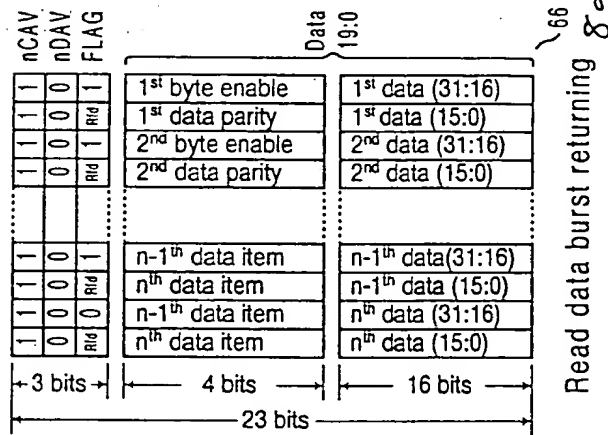 nCAV
nDAV
FLAG
Data
19:0
1 0 1 1st byte enable 1st data (31:16)
1 0 Rfd 1st data parity 1st data (15:0)
1 0 1 2nd byte enable 2nd data (31:16)
1 0 Rfd 2nd data parity 2nd data (15:0)
1 0 1 n-1th data item n-1th data(31:16)
1 0 Rfd nth data item n-1th data (15:0)
1 0 0 n-1th data item nth data (31:16)
1 0 Rfd nth data item nth data (15:0)
3 bits 4 bits 16 bits
23 bits
66
Read data burst returning